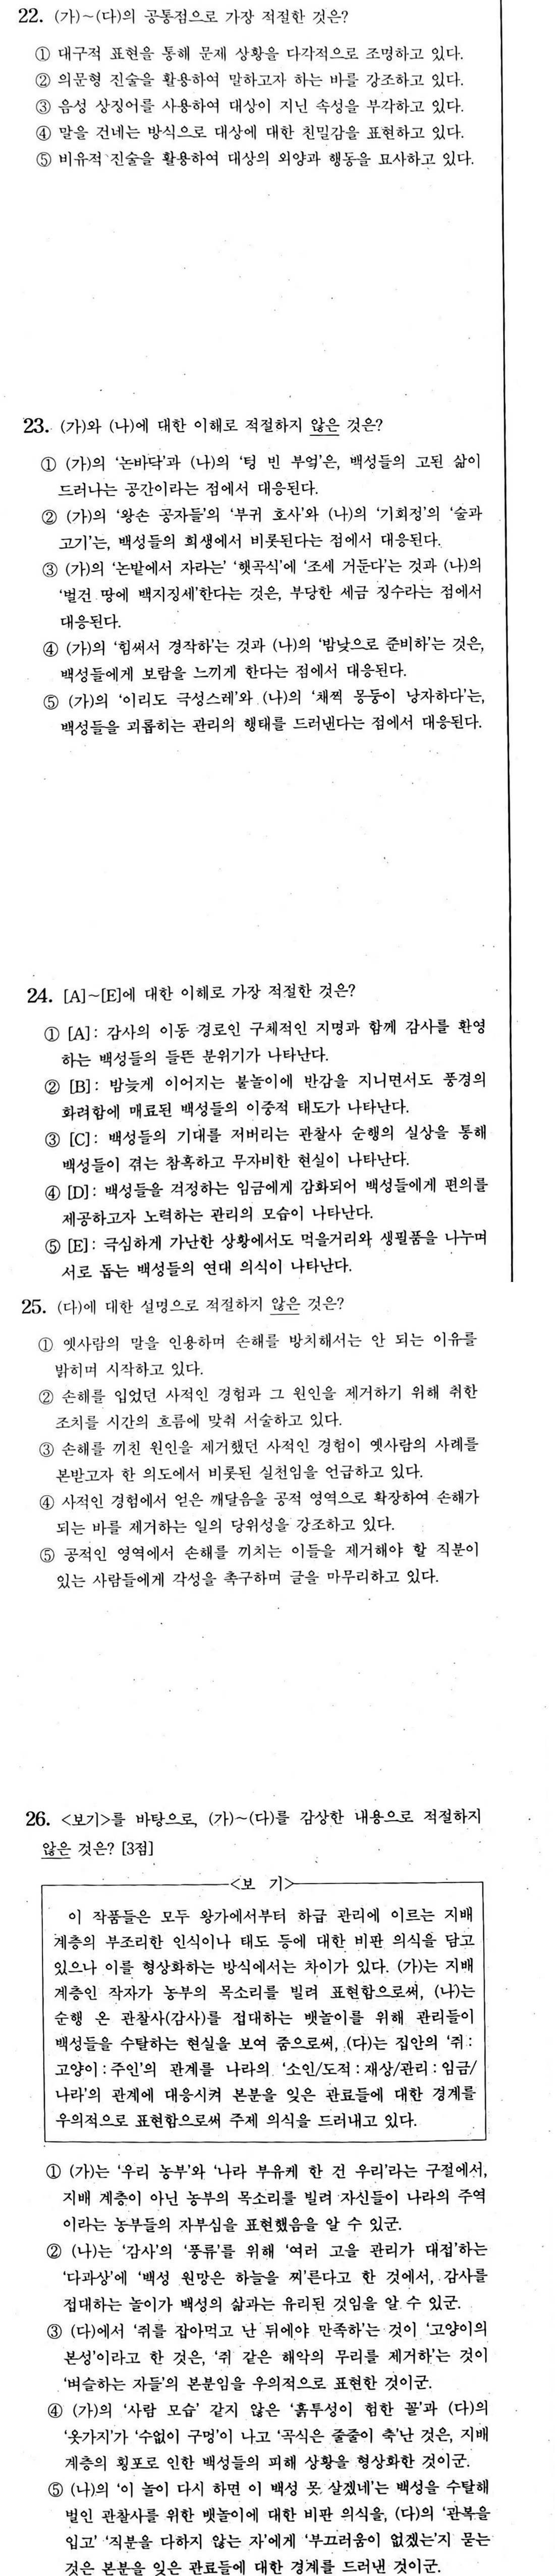 22. (가)~(다)의 공통점으로 가장 적절한 것은?
① 대구적 표현을 통해 문제 상황을 다각적으로 조명하고 있다.
② 의문형 진술을 활용하여 말하고자 하는 바를 강조하고 있다.
③ 음성 상징어를 사용하여 대상이 지닌 속성을 부각하고 있다.
④ 말을 건네는 방식으로 대상에 대한 친밀감을 표현하고 있다.
⑤ 비유적 진술을 활용하여 대상의 외양과 행동을 묘사하고 있다.
23. (가)와 (나)에 대한 이해로 적절하지 않은 것은?
① (가)의 ‘논바닥’과 (나)의 ‘텅 빈 부엌’은, 백성들의 고된 삶이
드러나는 공간이라는 점에서 대응된다.
② (가)의 ‘왕손 공자들’의 ‘부귀 호사’와 (나)의 ‘기회정’의 ‘술과
고기’는, 백성들의 희생에서 비롯된다는 점에서 대응된다.
③ (가)의 ‘논밭에서 자라는’ ‘햇곡식’에 ‘조세 거둔다’는 것과 (나)의
‘벌건 땅에 백지징세’한다는 것은, 부당한 세금 징수라는 점에서
대응된다.
④ (가)의 ‘힘써서 경작하’는 것과 (나)의 ‘밤낮으로 준비하’는 것은,
백성들에게 보람을 느끼게 한다는 점에서 대응된다.
⑤ (가)의 ‘이리도 극성스레’와 (나)의 ‘채찍 몽둥이 낭자하다’는,
백성들을 괴롭히는 관리의 행태를 드러낸다는 점에서 대응된다.
24. [A]~[E]에 대한 이해로 가장 적절한 것은?
① [A]: 감사의 이동 경로인 구체적인 지명과 함께 감사를 환영
하는 백성들의 들뜬 분위기가 나타난다.
② [B]: 밤늦게 이어지는 불놀이에 반감을 지니면서도 풍경의
화려함에 매료된 백성들의 이중적 태도가 나타난다.
③ [C]: 백성들의 기대를 저버리는 관찰사 순행의 실상을 통해
백성들이 겪는 참혹하고 무자비한 현실이 나타난다.
④ [D]: 백성들을 걱정하는 임금에게 감화되어 백성들에게 편의를
제공하고자 노력하는 관리의 모습이 나타난다.
⑤ [E]: 극심하게 가난한 상황에서도 먹을거리와 생필품을 나누며
서로 돕는 백성들의 연대 의식이 나타난다.
25. (다)에 대한 설명으로 적절하지 않은 것은?
① 옛사람의 말을 인용하며 손해를 방치해서는 안 되는 이유를
밝히며 시작하고 있다.
② 손해를 입었던 사적인 경험과 그 원인을 제거하기 위해 취한
조치를 시간의 흐름에 맞춰 서술하고 있다.
③ 손해를 끼친 원인을 제거했던 사적인 경험이 옛사람의 사례를
본받고자 한 의도에서 비롯된 실천임을 언급하고 있다.
④ 사적인 경험에서 얻은 깨달음을 공적 영역으로 확장하여 손해가
되는 바를 제거하는 일의 당위성을 강조하고 있다.
⑤ 공적인 영역에서 손해를 끼치는 이들을 제거해야 할 직분이
있는 사람들에게 각성을 촉구하며 글을 마무리하고 있다.
26. <보기>를 바탕으로, (가)~(다)를 감상한 내용으로 적절하지
않은 것은? [3점]
<보 기>
이 작품들은 모두 왕가에서부터 하급 관리에 이르는 지배
계층의 부조리한 인식이나 태도 등에 대한 비판 의식을 담고
있으나 이를 형상화하는 방식에서는 차이가 있다. (가)는 지배
계층인 작자가 농부의 목소리를 빌려 표현함으로써, (나)는
순행 온 관찰사(감사)를 접대하는 뱃놀이를 위해 관리들이
백성들을 수탈하는 현실을 보여 줌으로써, (다)는 집안의 ‘쥐 :
고양이 : 주인’의 관계를 나라의 ‘소인/도적 : 재상/관리 : 임금/
나라’의 관계에 대응시켜 본분을 잊은 관료들에 대한 경계를
우의적으로 표현함으로써 주제 의식을 드러내고 있다.
① (가)는 ‘우리 농부’와 ‘나라 부유케 한 건 우리’라는 구절에서,
지배 계층이 아닌 농부의 목소리를 빌려 자신들이 나라의 주역
이라는 농부들의 자부심을 표현했음을 알 수 있군.
② (나)는 ‘감사’의 ‘풍류’를 위해 ‘여러 고을 관리가 대접’하는
‘다과상’에 ‘백성 원망은 하늘을 찌’른다고 한 것에서, 감사를
접대하는 놀이가 백성의 삶과는 유리된 것임을 알 수 있군.
③ (다)에서 ‘쥐를 잡아먹고 난 뒤에야 만족하’는 것이 ‘고양이의
본성’이라고 한 것은, ‘쥐 같은 해악의 무리를 제거하’는 것이
‘벼슬하는 자들’의 본분임을 우의적으로 표현한 것이군.
④ (가)의 ‘사람 모습’ 같지 않은 ‘흙투성이 험한 꼴’과 (다)의
‘옷가지’가 ‘수없이 구멍’이 나고 ‘곡식은 줄줄이 축’난 것은, 지배
계층의 횡포로 인한 백성들의 피해 상황을 형상화한 것이군.
⑤ (나)의 ‘이 놀이 다시 하면 이 백성 못 살겠네’는 백성을 수탈해
벌인 관찰사를 위한 뱃놀이에 대한 비판 의식을, (다)의 ‘관복을
입고’ ‘직분을 다하지 않는 자’에게 ‘부끄러움이 없겠는’지 묻는
것은 본분을 잊은 관료들에 대한 경계를 드러낸 것이군.